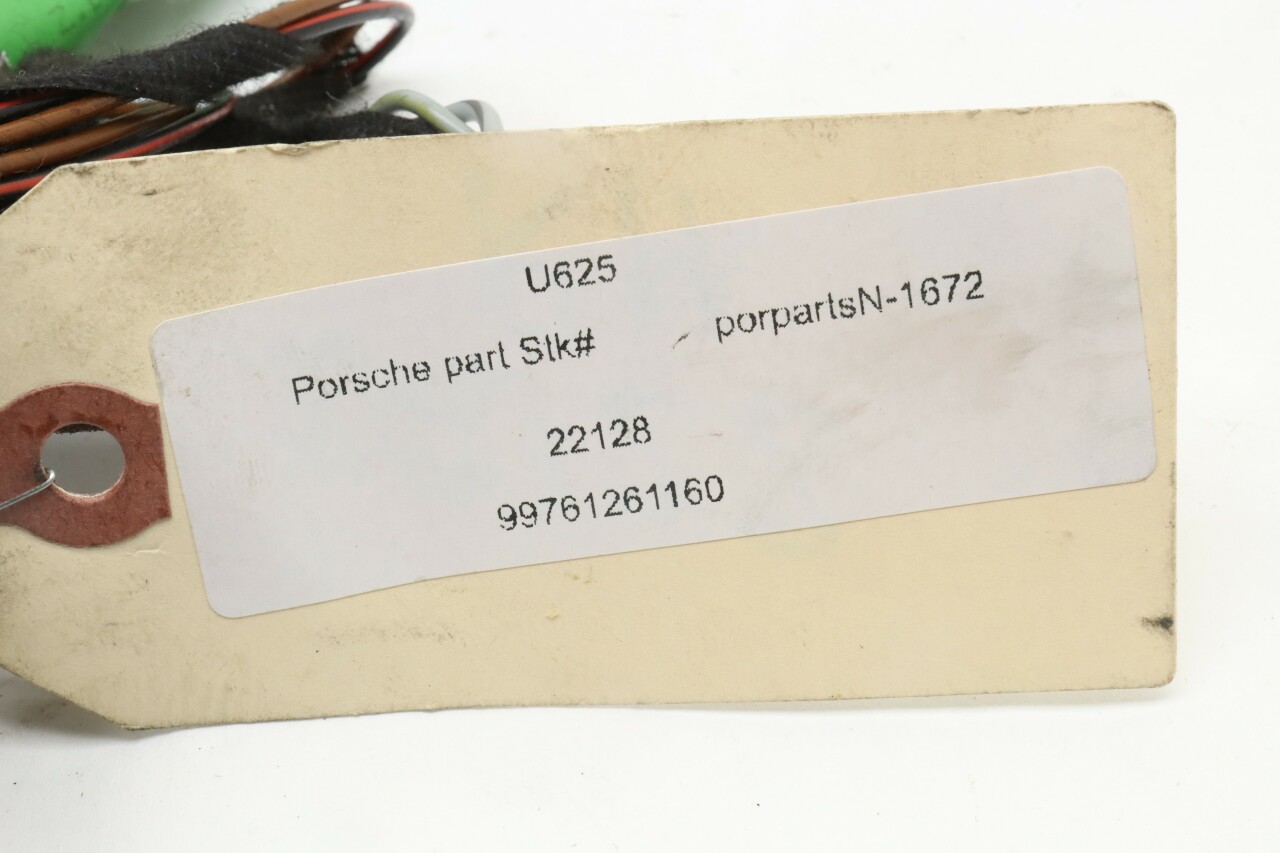 U625
Porsche part Stk# porpartsN-1672
22128
99761261160